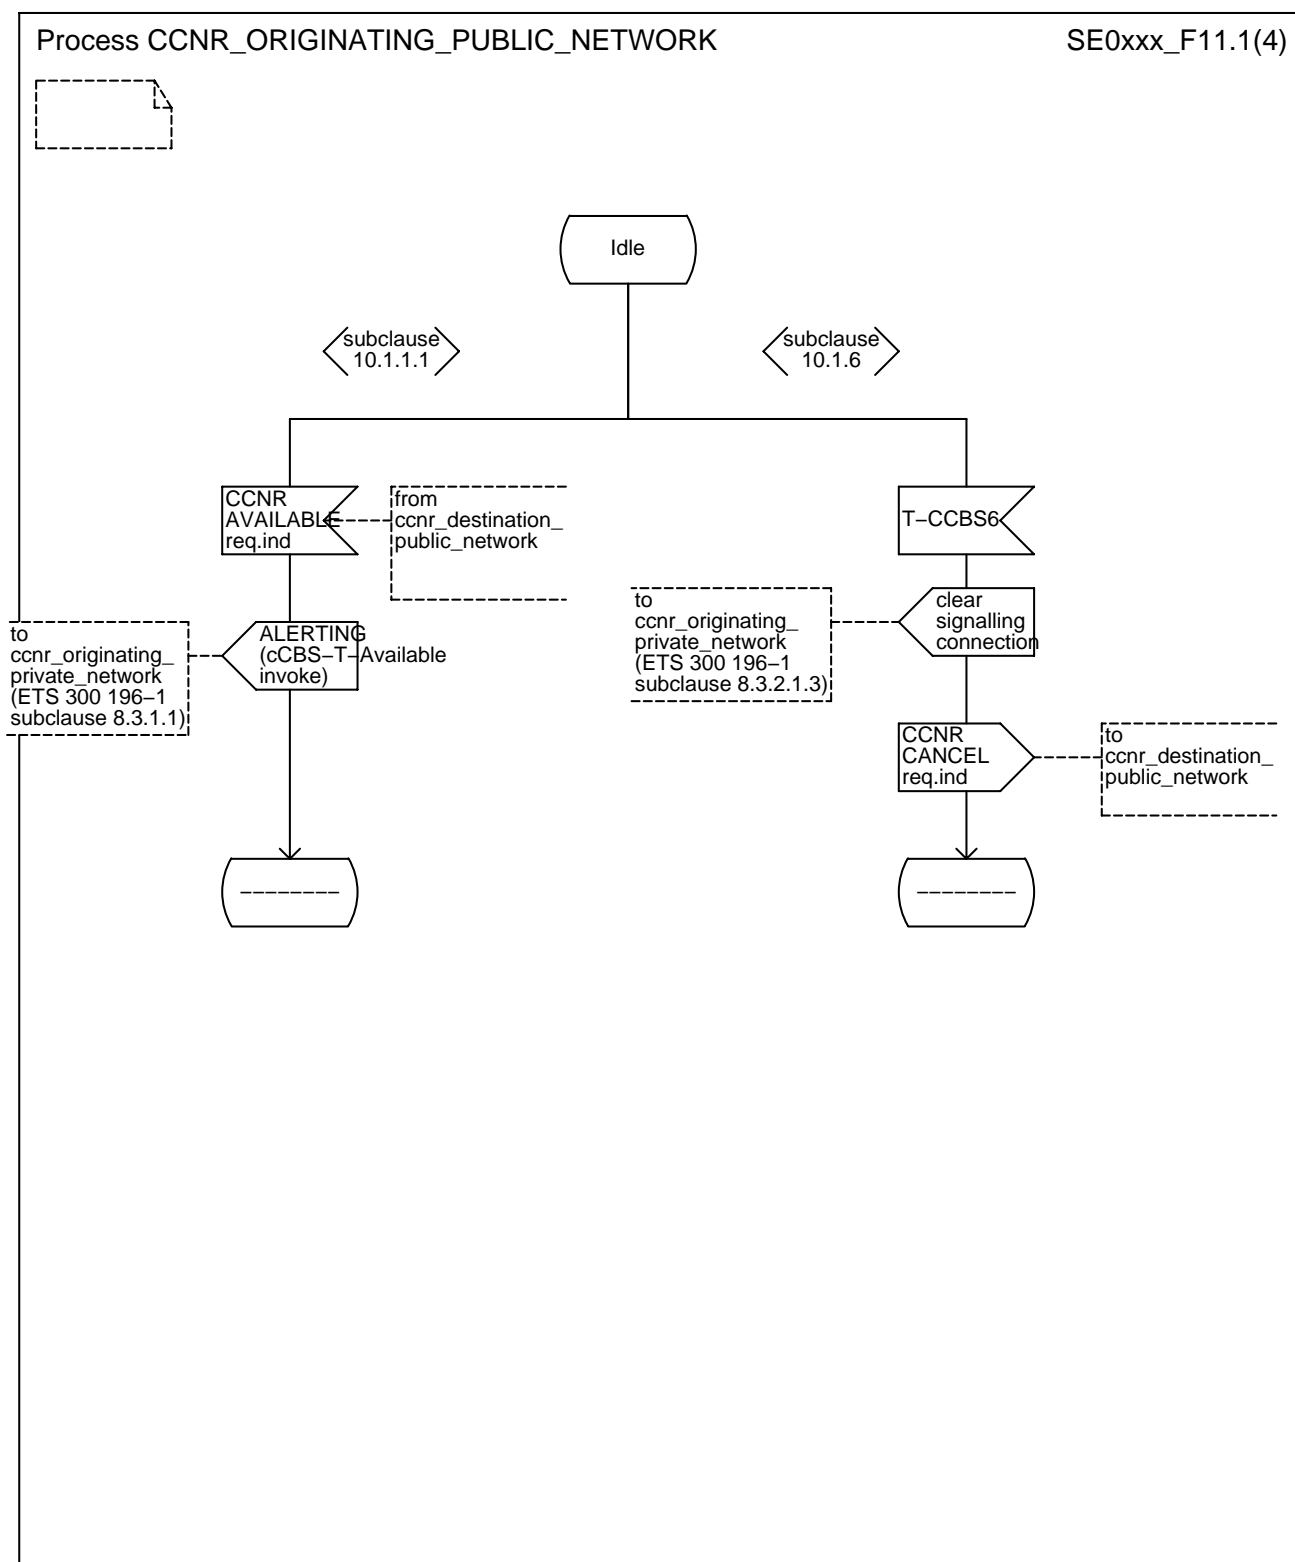 Process CCNR_ORIGINATING_PUBLIC_NETWORK
SE0xxx_F11.1(4)
Idle
subclause
10.1.1.1
subclause
10.1.6
CCNR
AVAILABLE
req.ind
from
ccnr_destination_
public_network
T–CCBS6
to
ccnr_originating_
private_network
(ETS 300 196–1
subclause 8.3.1.1)
ALERTING
(cCBS–T–Available
invoke)
to
ccnr_originating_
private_network
(ETS 300 196–1
subclause 8.3.2.1.3)
clear
signalling
connection
CCNR
CANCEL
req.ind
to
ccnr_destination_
public_network
––––––––
––––––––